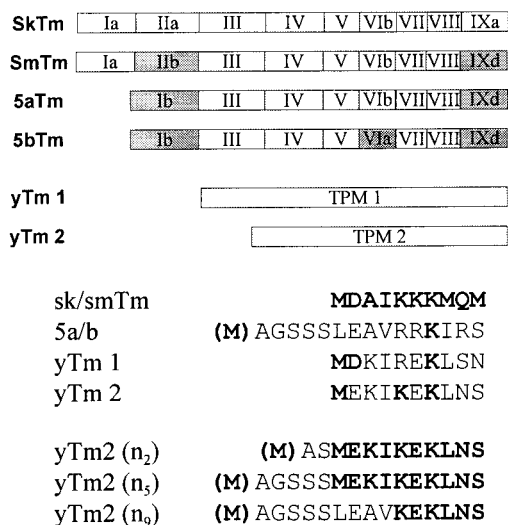 SkTm Ia IIa III IV V VIb VII VIII IXa
SmTm Ia IIb III IV V VIb VII VIII IXd
5aTm Ib III IV V VIb VII VIII IXd
5bTm Ib III IV V VIa VII VIII IXd
yTm 1 TPM 1
yTm 2 TPM 2
sk/smTm MDAIKKKMQM
5a/b (M) AGSSSLEAVRRKIRS
yTm 1 MDKIREKLSN
yTm 2 MEKIKEKLNS
yTm2 (n₂) (M) ASMEKIKEKLNS
yTm2 (n₅) (M) AGSSSMEKIKEKLNS
yTm2 (n₉) (M) AGSSSLEAVKEKLNS